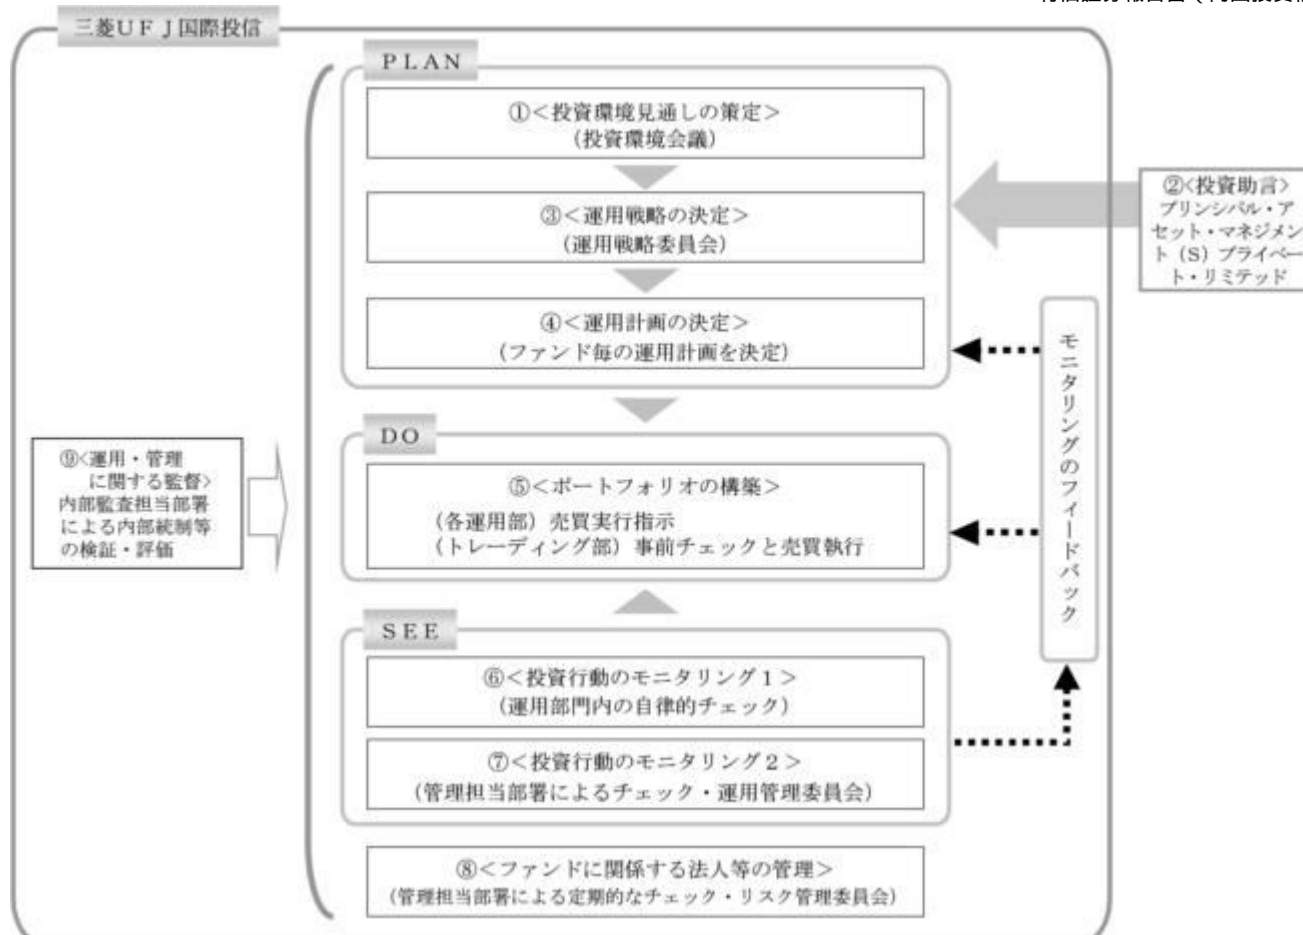 三菱ＵＦＪ国際投信
ＰＬＡＮ
①＜投資環境見通しの策定＞
（投資環境会議）
②＜投資助言＞
プリンシパル・ア
セット・マネジメン
ト（Ｓ）プライベー
ト・リミテッド
③＜運用戦略の決定＞
（運用戦略委員会）
④＜運用計画の決定＞
（ファンド毎の運用計画を決定）
モニタリングのフィードバック
ＤＯ
⑤＜ポートフォリオの構築＞
（各運用部）売買実行指示
（トレーディング部）事前チェックと売買執行
⑨＜運用・管理
に関する監督＞
内部監査担当部署
による内部統制等
の検証・評価
ＳＥＥ
⑥＜投資行動のモニタリング１＞
（運用部門内の自律的チェック）
⑦＜投資行動のモニタリング２＞
（管理担当部署によるチェック・運用管理委員会）
⑧＜ファンドに関係する法人等の管理＞
（管理担当部署による定期的なチェック・リスク管理委員会）